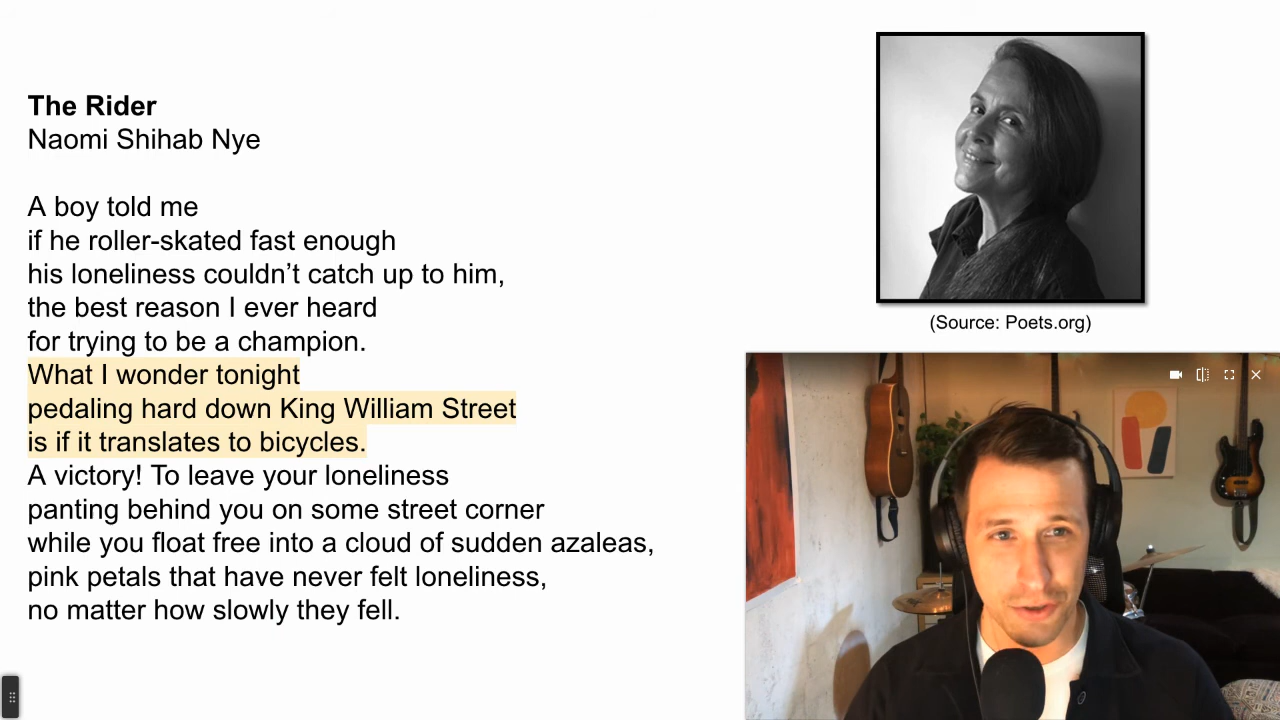 The Rider
Naomi Shihab Nye
A boy told me
if he roller-skated fast enough
his loneliness couldn’t catch up to him,
the best reason I ever heard
for trying to be a champion.
What I wonder tonight
pedaling hard down King William Street
is if it translates to bicycles.
A victory! To leave your loneliness
panting behind you on some street corner
while you float free into a cloud of sudden azaleas,
pink petals that have never felt loneliness,
no matter how slowly they fell.
(Source: Poets.org)